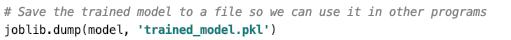 # Save the trained model to a file so we can use it in other programs
joblib.dump(model, 'trained_model.pkl')